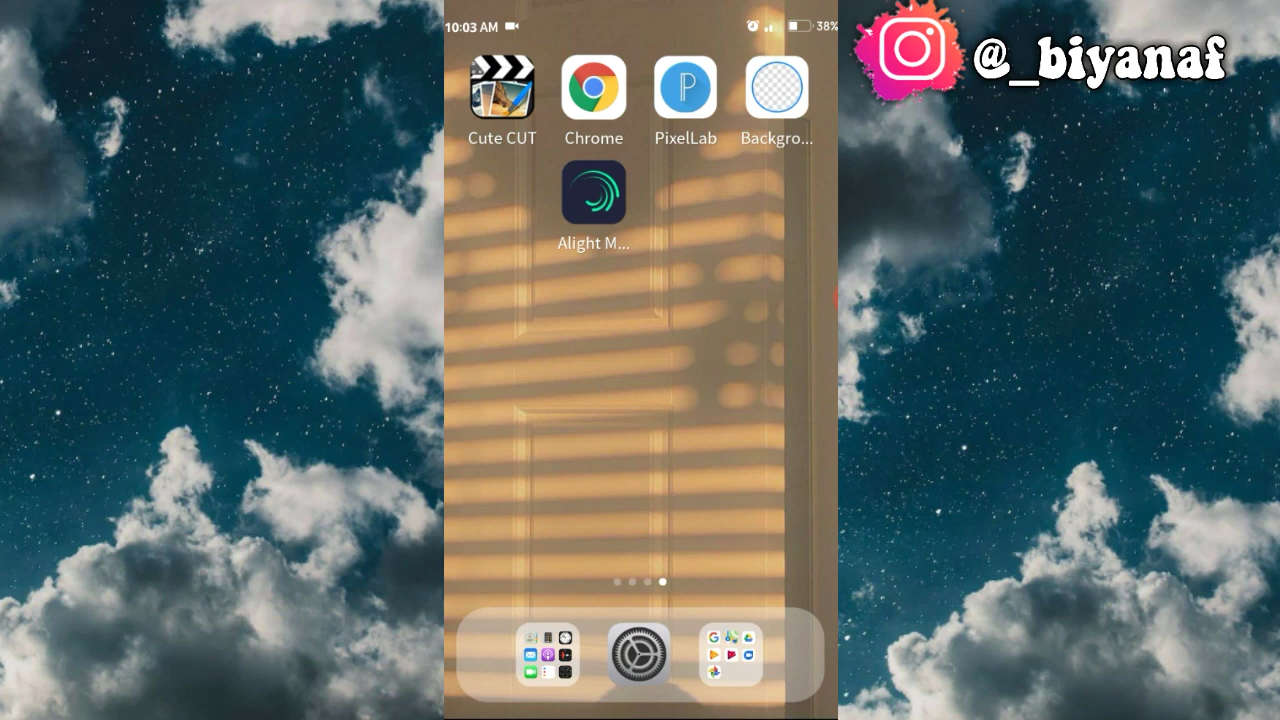 10:03 AM
38%
@_biyanaf
Cute CUT
Chrome
PixelLab
Backgro...
Alight M...